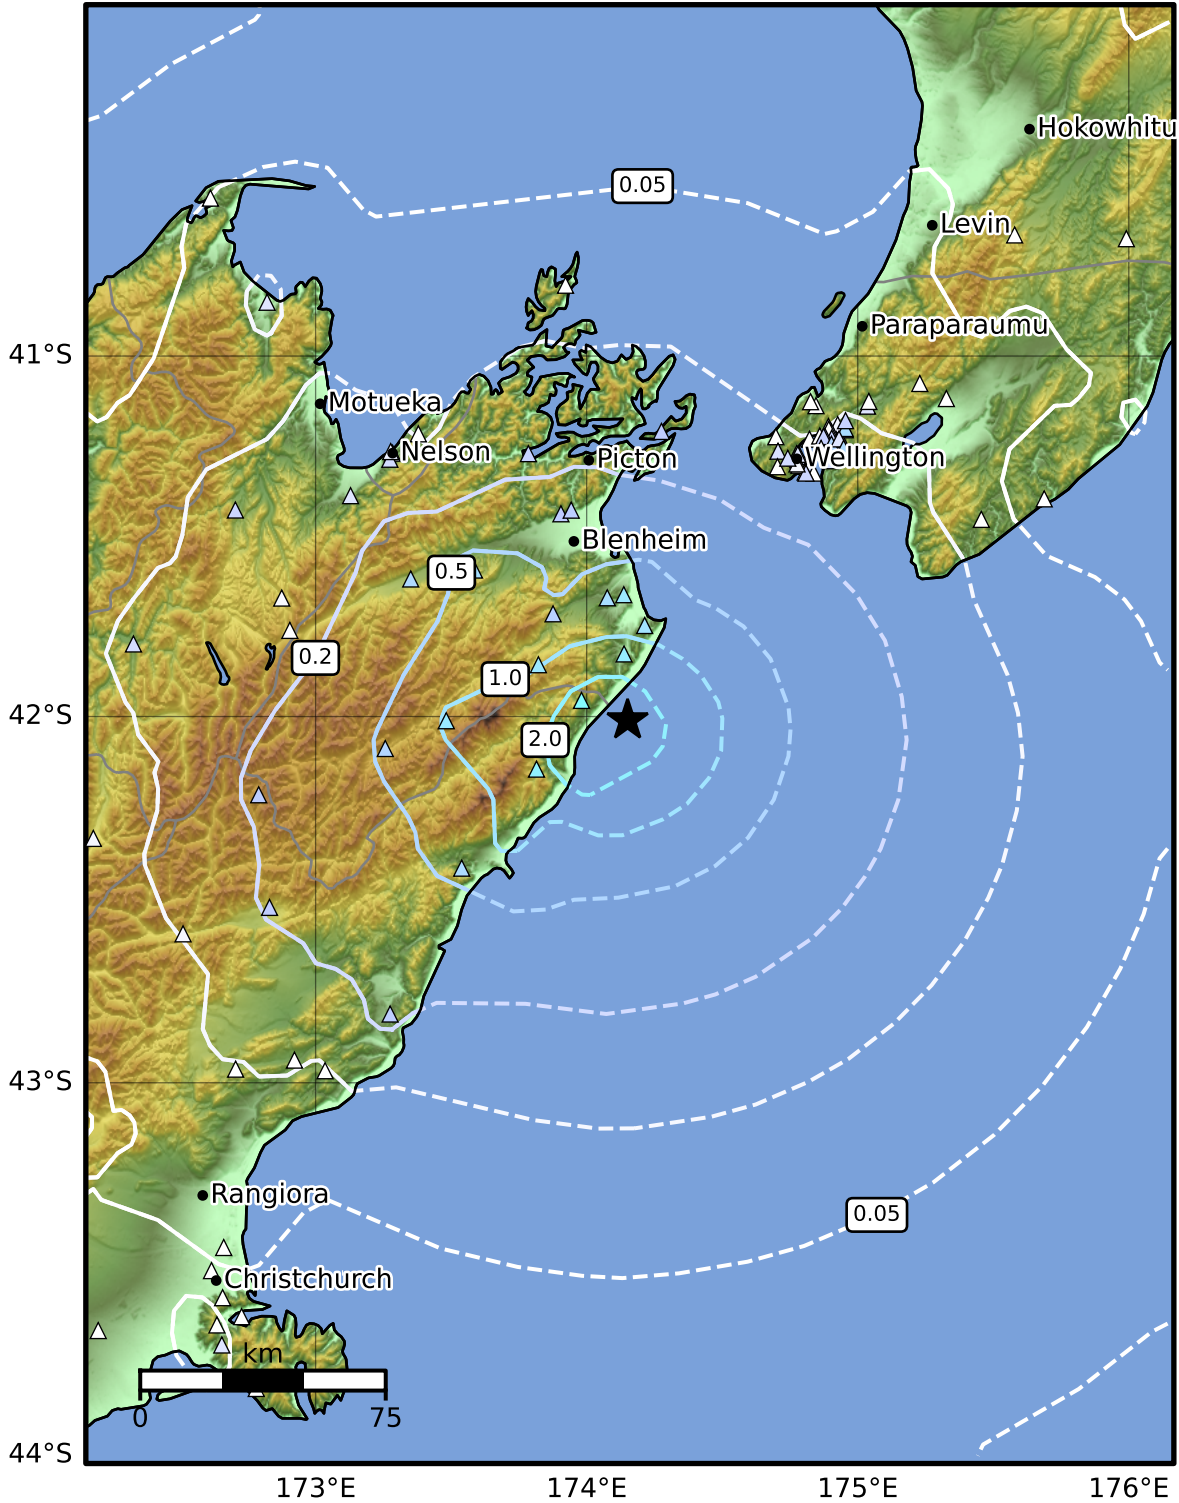 Hokowhitu
0.05
Levin
Paraparaumu
41°S
Motueka
Nelson
Picton
Wellington
Blenheim
0.5
0.2
1.0
42°S
2.0
43°S
Rangiora
0.05
Christchurch
km
0
75
44°S
173°E
174°E
175°E
176°E